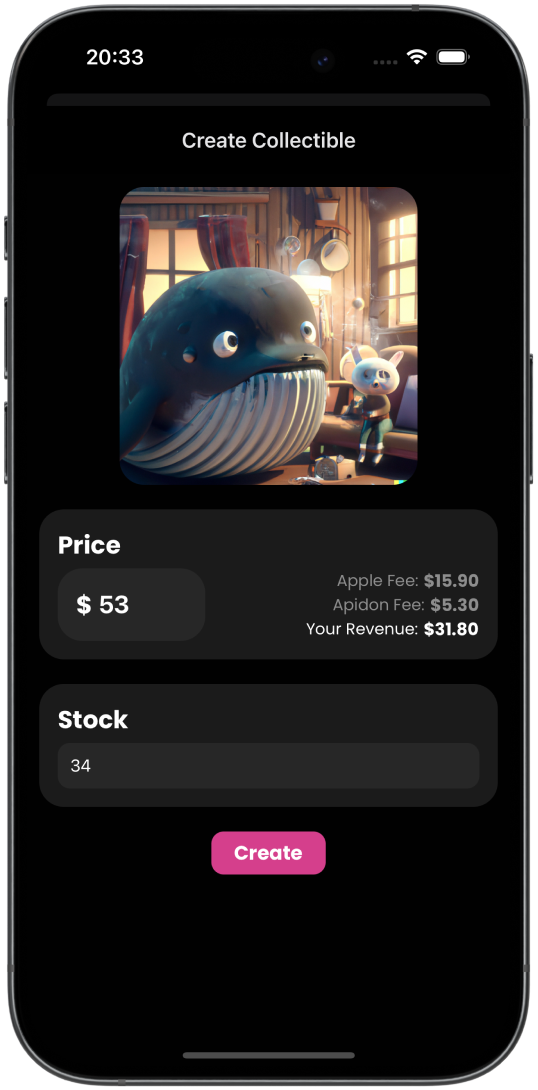 20:33
Create Collectible
Price
$ 53
Apple Fee: $15.90
Apidon Fee: $5.30
Your Revenue: $31.80
Stock
34
Create